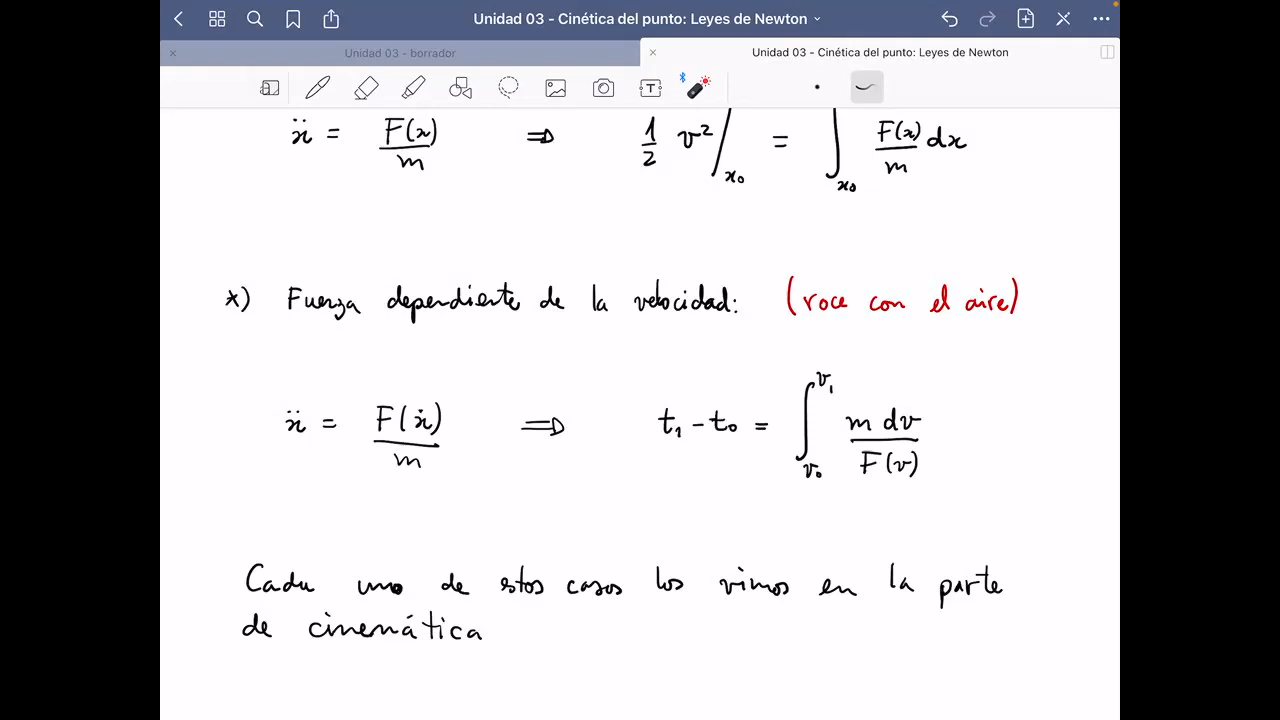 Unidad 03 - Cinética del punto: Leyes de Newton
Unidad 03 - borrador
Unidad 03 - Cinética del punto: Leyes de Newton
ẍ = F(x)/m ⇒ 1/2 v² |x₀ = ∫x₀ F(x)/m dx
*) Fuerza dependiente de la velocidad: (roce con el aire)
ẍ = F(ẋ)/m ⇒ t₁ - t₀ = ∫v₀ v₁ m dv/F(v)
Cada uno de estos casos los vimos en la parte
de cinemática